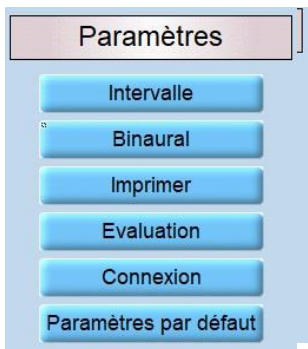 Paramètres
Intervalle
Binaural
Imprimer
Evaluation
Connexion
Paramètres par défaut